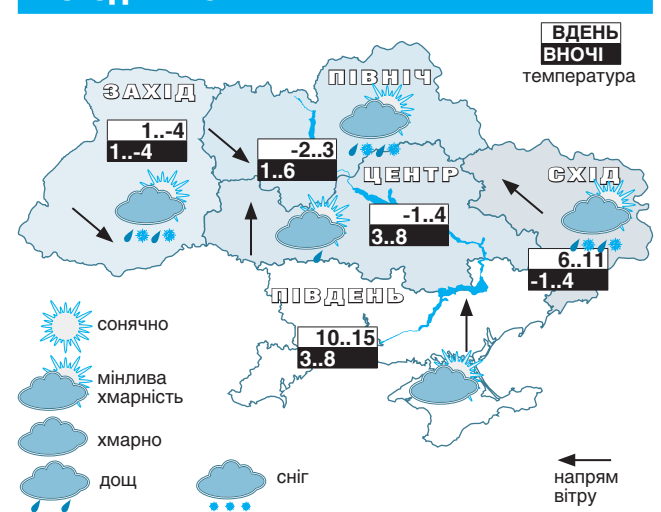 ВДЕНЬ
ВНОЧІ
температура
ПІВНІЧ
ЗАХІД
1..-4
1..-4
-2..3
1..6
ЦЕНТР
СХІД
-1..4
3..8
6..11
-1..4
ПІВДЕНЬ
10..15
3..8
сонячно
мінлива
хмарність
хмарно
дощ
сніг
напрям
вітру